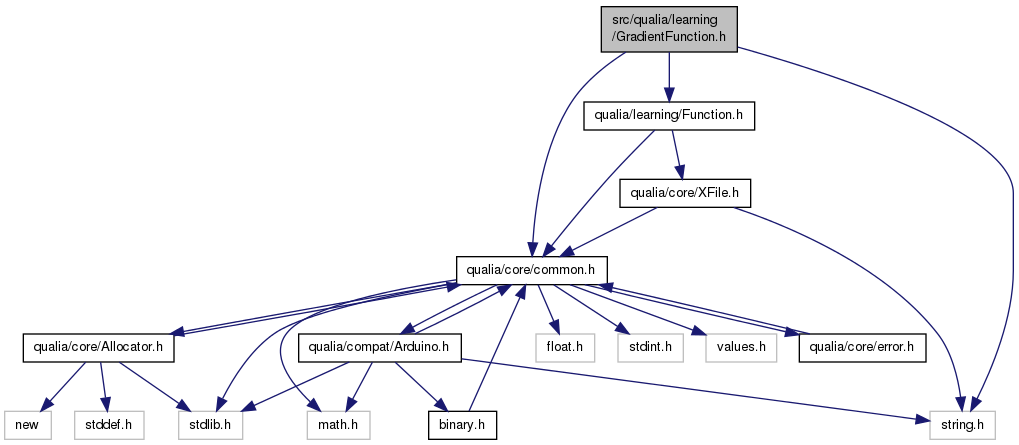 src/qualia/learning
/GradientFunction.h
qualia/learning/Function.h
qualia/core/XFile.h
qualia/core/common.h
qualia/core/Allocator.h
qualia/compat/Arduino.h
float.h
stdint.h
values.h
qualia/core/error.h
new
stddef.h
stdlib.h
math.h
binary.h
string.h